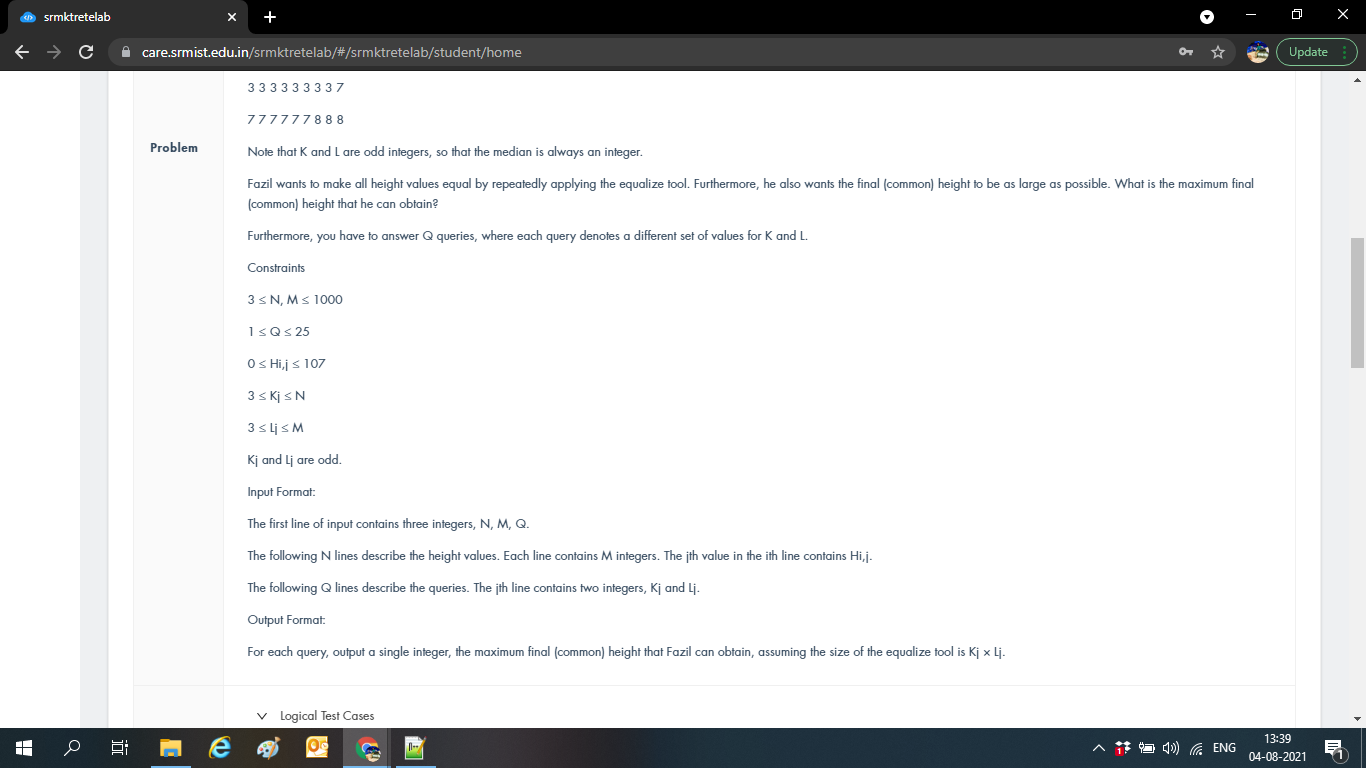 srmktretelab
care.srmist.edu.in/srmktretelab/#/srmktretelab/student/home
Update
3 3 3 3 3 3 3 3 7
7 7 7 7 7 7 8 8 8
Problem
Note that K and L are odd integers, so that the median is always an integer.
Fazil wants to make all height values equal by repeatedly applying the equalize tool. Furthermore, he also wants the final (common) height to be as large as possible. What is the maximum final
(common) height that he can obtain?
Furthermore, you have to answer Q queries, where each query denotes a different set of values for K and L.
Constraints
3 ≤ N, M ≤ 1000
1 ≤ Q ≤ 25
0 ≤ Hi,j ≤ 107
3 ≤ Kj ≤ N
3 ≤ Lj ≤ M
Kj and Lj are odd.
Input Format:
The first line of input contains three integers, N, M, Q.
The following N lines describe the height values. Each line contains M integers. The jth value in the ith line contains Hi,j.
The following Q lines describe the queries. The jth line contains two integers, Kj and Lj.
Output Format:
For each query, output a single integer, the maximum final (common) height that Fazil can obtain, assuming the size of the equalize tool is Kj × Lj.
Logical Test Cases
ENG
13:39
04-08-2021
1